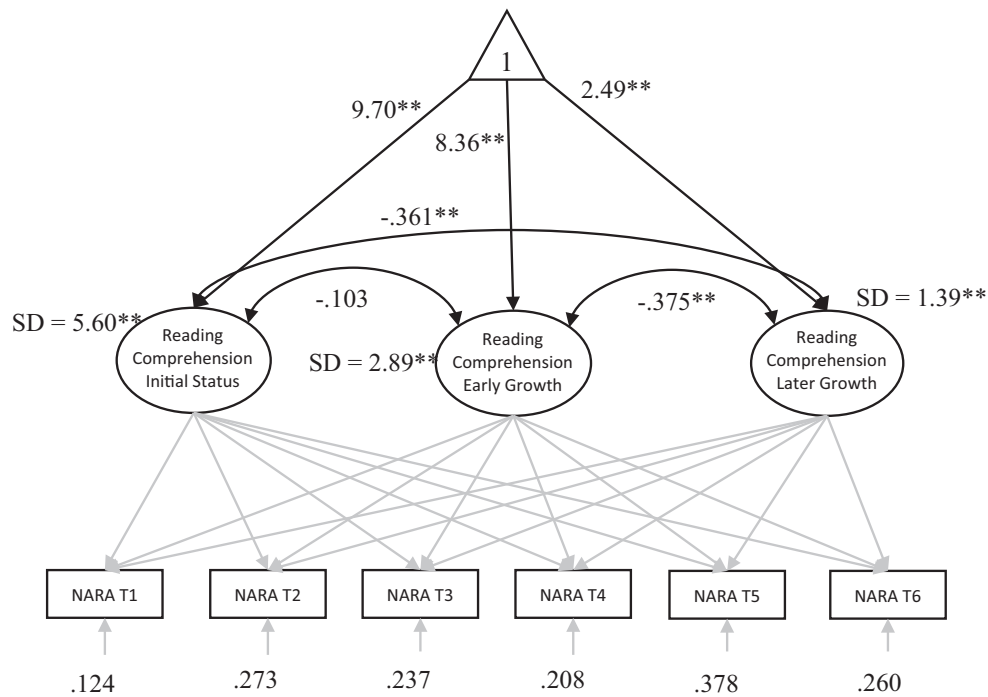 1
9.70**
8.36**
2.49**
-.361**
-.103
-.375**
SD = 5.60**
SD = 2.89**
SD = 1.39**
Reading
Comprehension
Initial Status
Reading
Comprehension
Early Growth
Reading
Comprehension
Later Growth
NARA T1
NARA T2
NARA T3
NARA T4
NARA T5
NARA T6
.124
.273
.237
.208
.378
.260